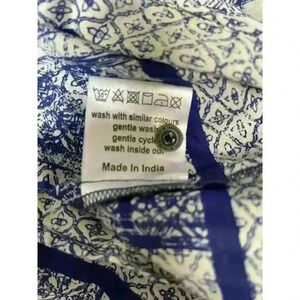 wash with similar colours
gentle wash
gentle cycle
wash inside out
Made in India